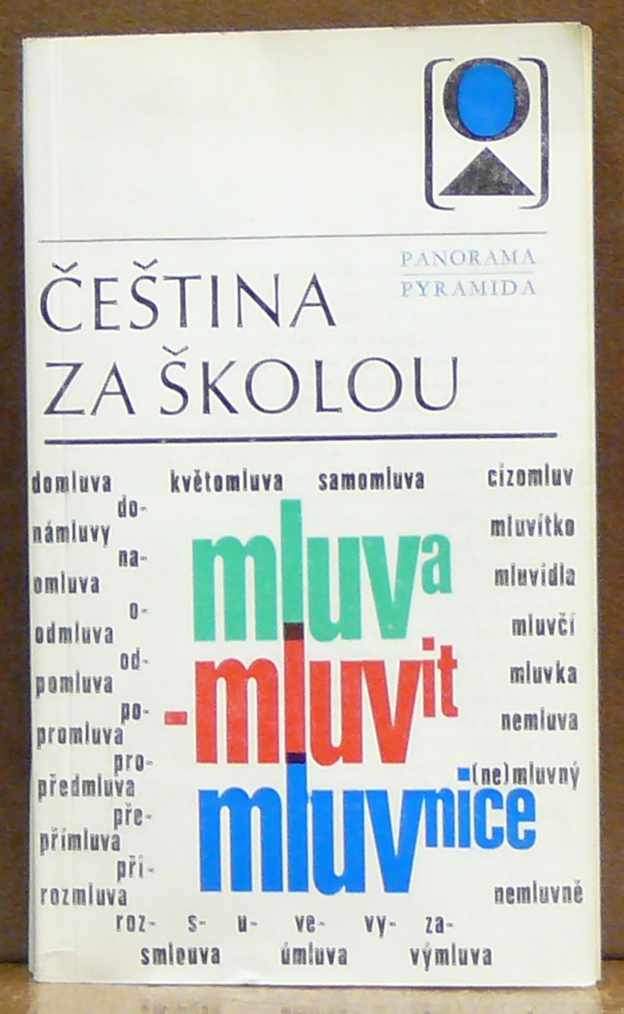 PANORAMA
PYRAMIDA
ČEŠTINA
ZA ŠKOLOU
domluva květomluva samomluva cizomluv
do-
námluvy mluvítko
na-
omluva mluvidla
o-
odmluva mluvčí
od-
pomluva mluvka
po-
promluva nemluva
pro-
předmluva (ne)mluvný
pře-
přímluva
při-
rozmluva nemluvně
mluva
-mluvit
mluvnice
roz- s- u- ve- vy- za-
smlouva úmluva výmluva